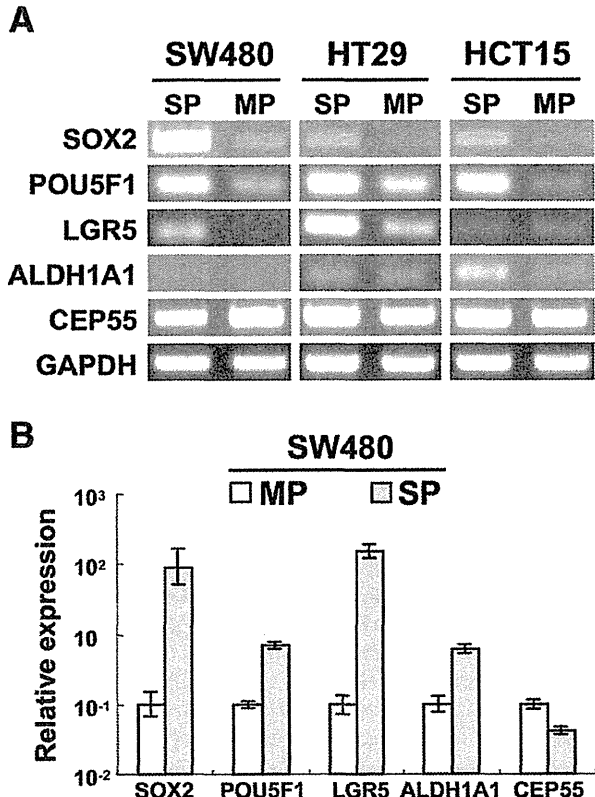 A
SW480 HT29 HCT15
SP MP SP MP SP MP
SOX2
POU5F1
LGR5
ALDH1A1
CEP55
GAPDH
B
SW480
MP SP
Relative expression
10³
10²
10
10⁻¹
10⁻²
SOX2 POU5F1 LGR5 ALDH1A1 CEP55